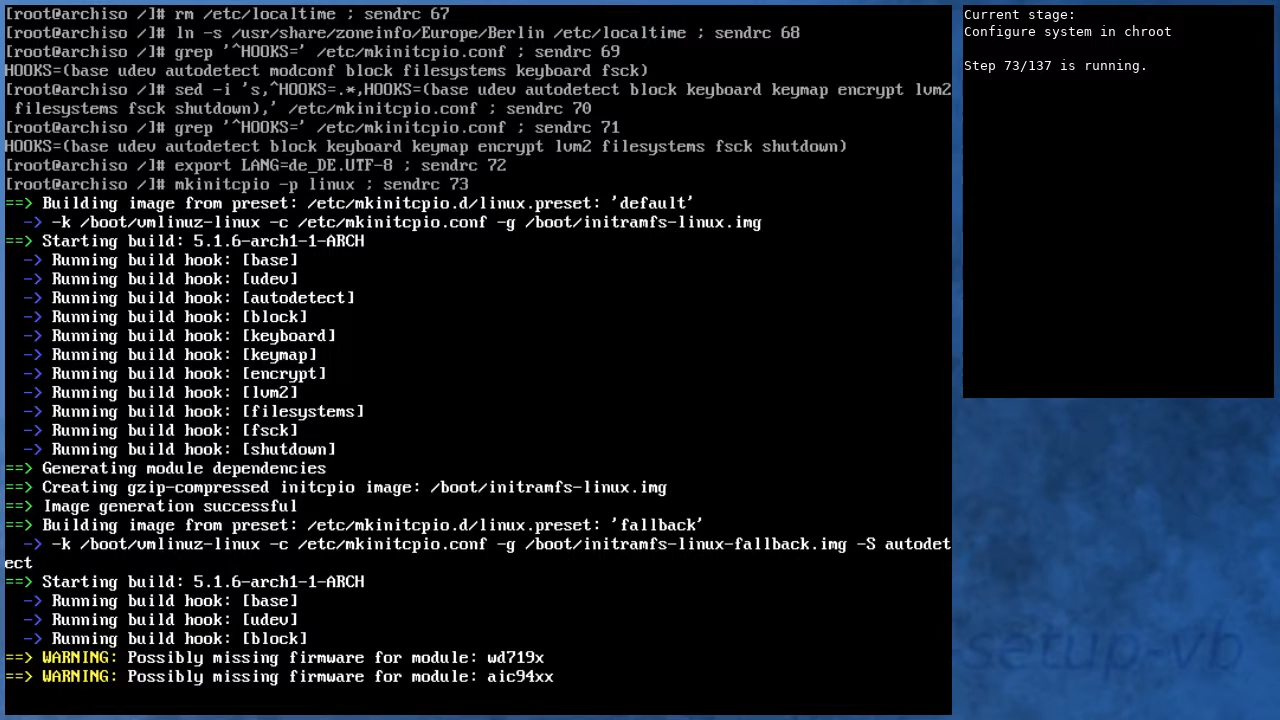 [root@archiso /]# rm /etc/localtime ; sendrc 67
[root@archiso /]# ln -s /usr/share/zoneinfo/Europe/Berlin /etc/localtime ; sendrc 68
[root@archiso /]# grep '^HOOKS=' /etc/mkinitcpio.conf ; sendrc 69
HOOKS=(base udev autodetect modconf block filesystems keyboard fsck)
[root@archiso /]# sed -i 's,^HOOKS=.*,HOOKS=(base udev autodetect block keyboard keymap encrypt lvm2
 filesystems fsck shutdown),' /etc/mkinitcpio.conf ; sendrc 70
[root@archiso /]# grep '^HOOKS=' /etc/mkinitcpio.conf ; sendrc 71
HOOKS=(base udev autodetect block keyboard keymap encrypt lvm2 filesystems fsck shutdown)
[root@archiso /]# export LANG=de_DE.UTF-8 ; sendrc 72
[root@archiso /]# mkinitcpio -p linux ; sendrc 73
==> Building image from preset: /etc/mkinitcpio.d/linux.preset: 'default'
  -> -k /boot/vmlinuz-linux -c /etc/mkinitcpio.conf -g /boot/initramfs-linux.img
==> Starting build: 5.1.6-arch1-1-ARCH
  -> Running build hook: [base]
  -> Running build hook: [udev]
  -> Running build hook: [autodetect]
  -> Running build hook: [block]
  -> Running build hook: [keyboard]
  -> Running build hook: [keymap]
  -> Running build hook: [encrypt]
  -> Running build hook: [lvm2]
  -> Running build hook: [filesystems]
  -> Running build hook: [fsck]
  -> Running build hook: [shutdown]
==> Generating module dependencies
==> Creating gzip-compressed initcpio image: /boot/initramfs-linux.img
==> Image generation successful
==> Building image from preset: /etc/mkinitcpio.d/linux.preset: 'fallback'
  -> -k /boot/vmlinuz-linux -c /etc/mkinitcpio.conf -g /boot/initramfs-linux-fallback.img -S autodet
ect
==> Starting build: 5.1.6-arch1-1-ARCH
  -> Running build hook: [base]
  -> Running build hook: [udev]
  -> Running build hook: [block]
==> WARNING: Possibly missing firmware for module: wd719x
==> WARNING: Possibly missing firmware for module: aic94xx
Current stage:
Configure system in chroot
Step 73/137 is running.
setup-vb